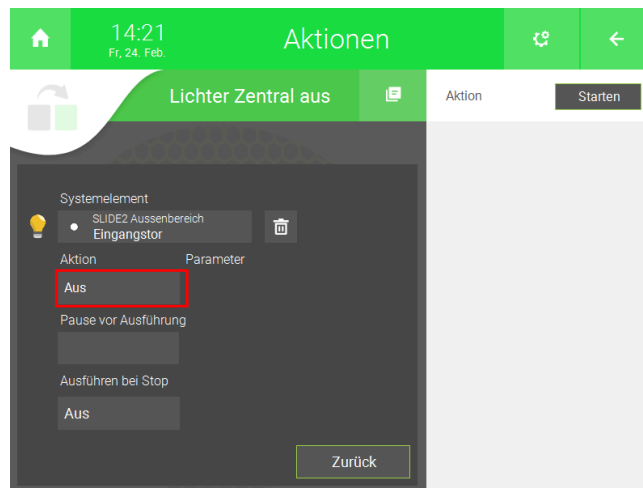 14:21
Fr, 24. Feb.
Aktionen
Lichter Zentral aus
Aktion
Starten
Systemelement
SLIDE2 Aussenbereich
Eingangstor
Aktion Parameter
Aus
Pause vor Ausführung
Ausführen bei Stop
Aus
Zurück